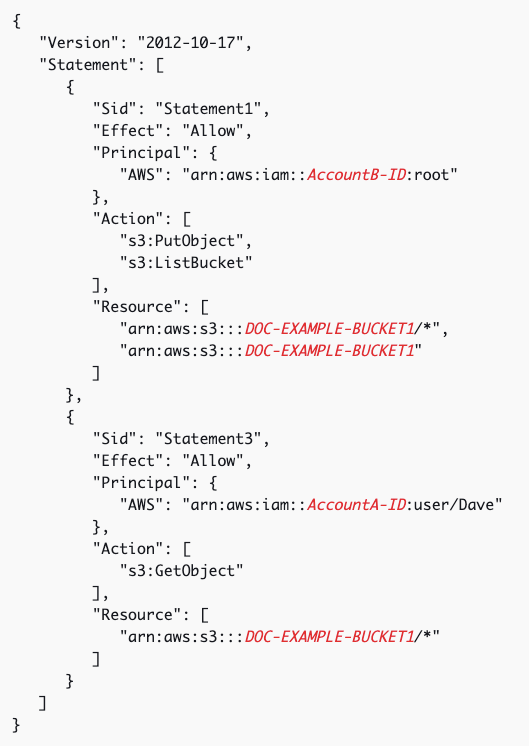 {
   "Version": "2012-10-17",
   "Statement": [
      {
         "Sid": "Statement1",
         "Effect": "Allow",
         "Principal": {
            "AWS": "arn:aws:iam::AccountB-ID:root"
         },
         "Action": [
            "s3:PutObject",
            "s3:ListBucket"
         ],
         "Resource": [
            "arn:aws:s3:::DOC-EXAMPLE-BUCKET1/*",
            "arn:aws:s3:::DOC-EXAMPLE-BUCKET1"
         ]
      },
      {
         "Sid": "Statement3",
         "Effect": "Allow",
         "Principal": {
            "AWS": "arn:aws:iam::AccountA-ID:user/Dave"
         },
         "Action": [
            "s3:GetObject"
         ],
         "Resource": [
            "arn:aws:s3:::DOC-EXAMPLE-BUCKET1/*"
         ]
      }
   ]
}